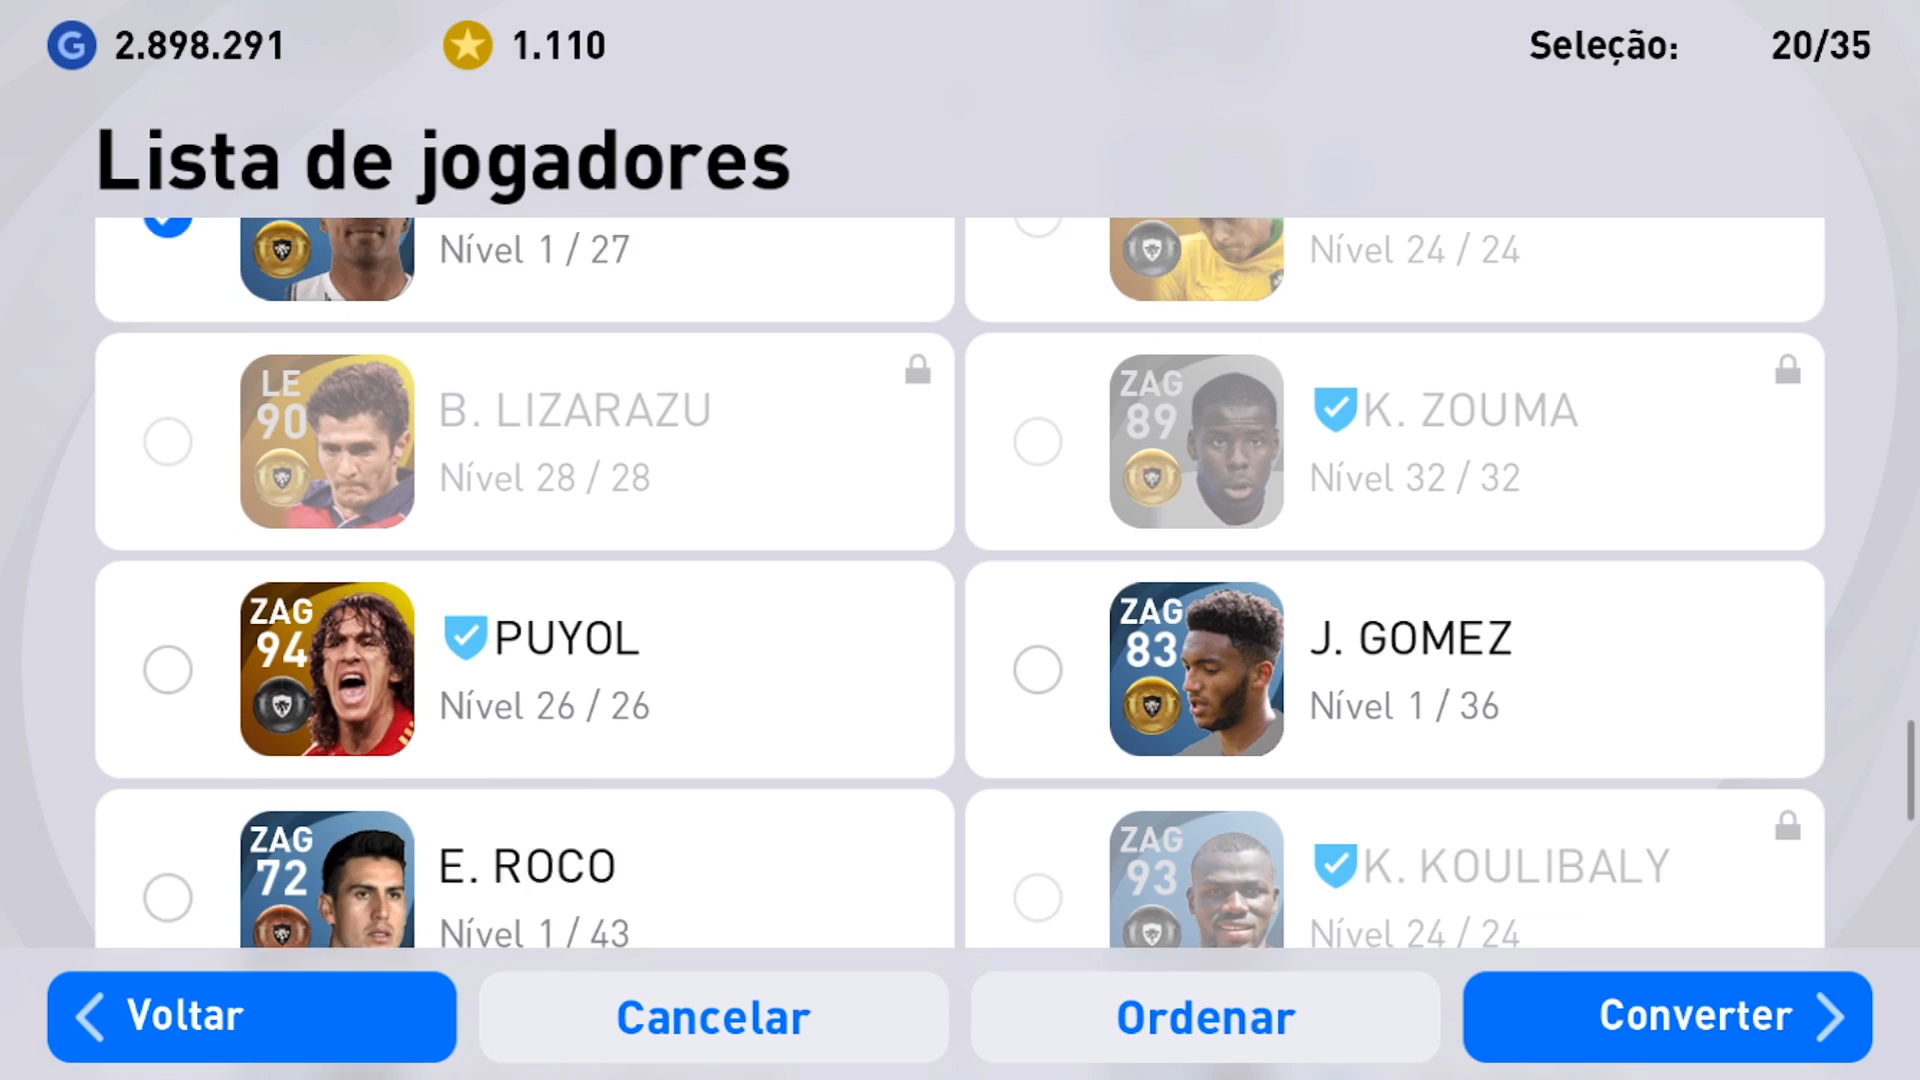 G 2.898.291
1.110
Seleção: 20/35
Lista de jogadores
Nível 1 / 27
Nível 24 / 24
LE
90
B. LIZARAZU
Nível 28 / 28
ZAG
89
K. ZOUMA
Nível 32 / 32
ZAG
94
PUYOL
Nível 26 / 26
ZAG
83
J. GOMEZ
Nível 1 / 36
ZAG
72
E. ROCO
Nível 1 / 43
ZAG
93
K. KOULIBALY
Nível 24 / 24
Voltar
Cancelar
Ordenar
Converter